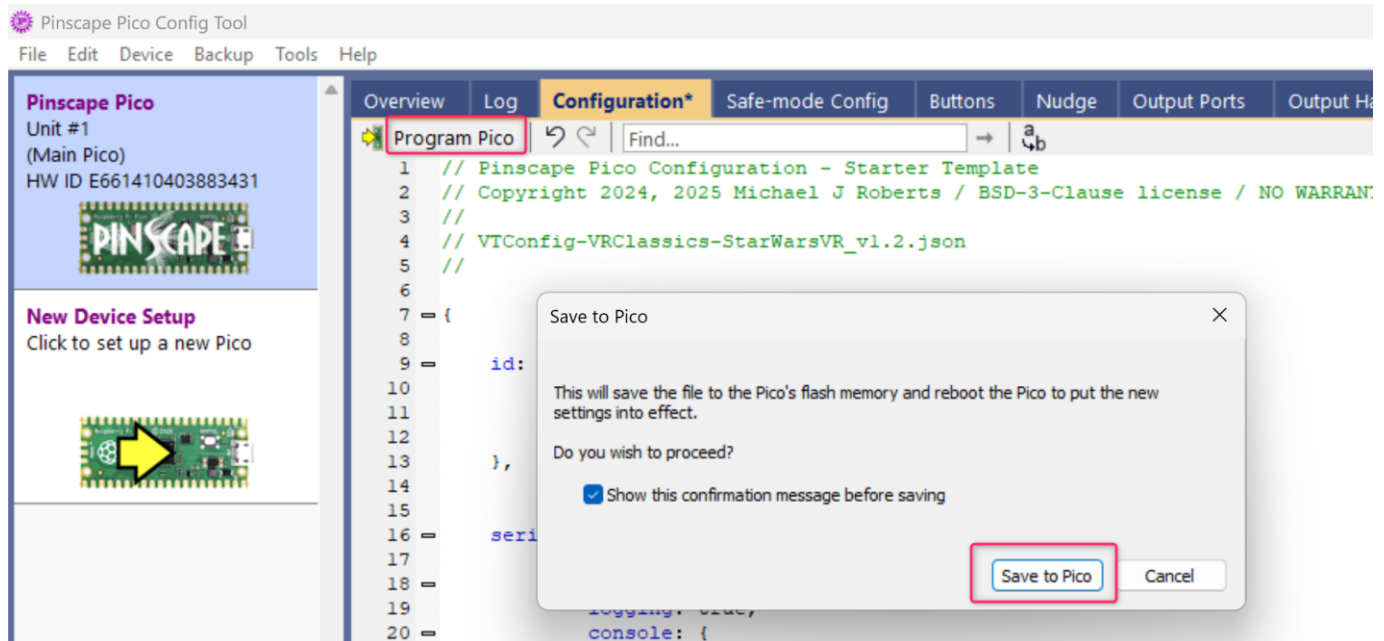 Pinscape Pico Config Tool
File Edit Device Backup Tools Help
Pinscape Pico
Unit #1
(Main Pico)
HW ID E661410403883431
PINSCAPE
New Device Setup
Click to set up a new Pico
Overview Log Configuration* Safe-mode Config Buttons Nudge Output Ports Output Ha
Program Pico Find... a b
1 // Pinscape Pico Configuration - Starter Template
2 // Copyright 2024, 2025 Michael J Roberts / BSD-3-Clause license / NO WARRANT
3 //
4 // VTConfig-VRClassics-StarWarsVR_v1.2.json
5 //
6
7 {
8
9 id:
10
11
12
13 },
14
15
16 seri
17
18
19 logging: true,
20 console: {
Save to Pico
This will save the file to the Pico's flash memory and reboot the Pico to put the new
settings into effect.
Do you wish to proceed?
Show this confirmation message before saving
Save to Pico Cancel